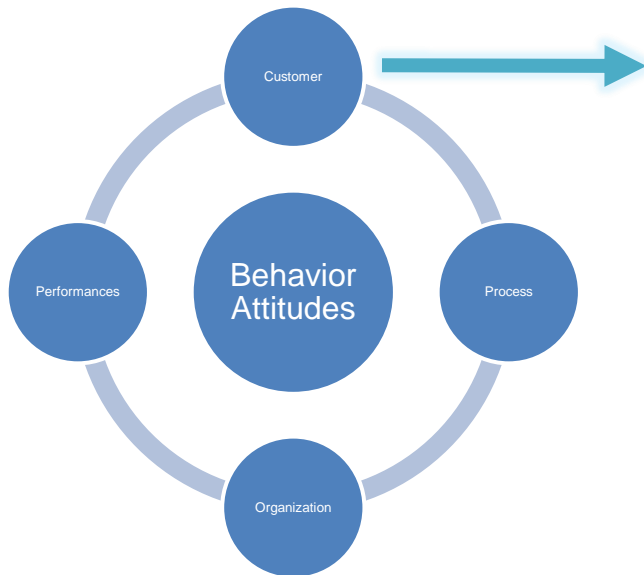 Customer
Behavior
Attitudes
Performances
Process
Organization